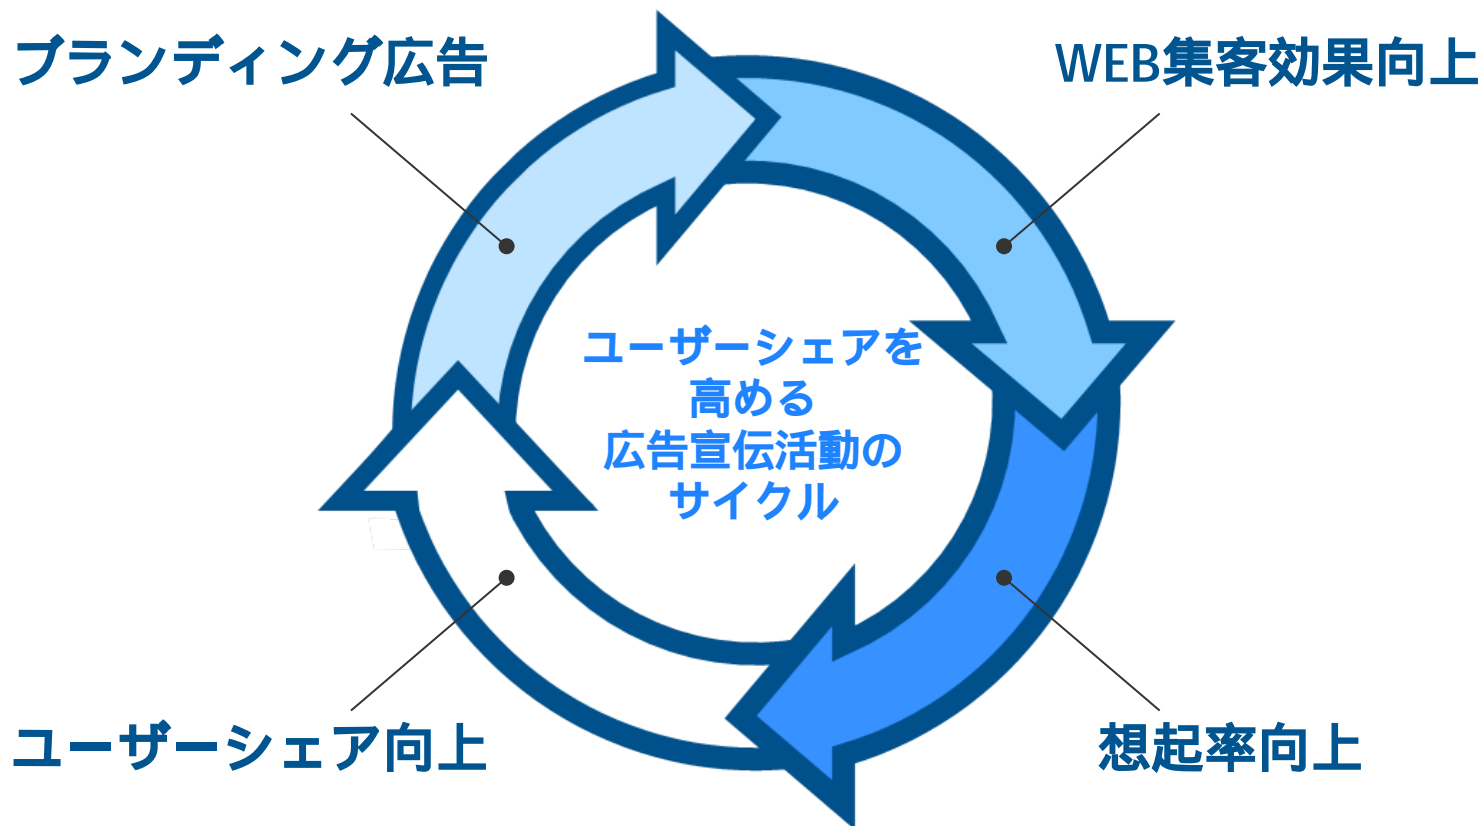 ブランディング広告
WEB集客効果向上
ユーザーシェアを
高める
広告宣伝活動の
サイクル
ユーザーシェア向上
想起率向上